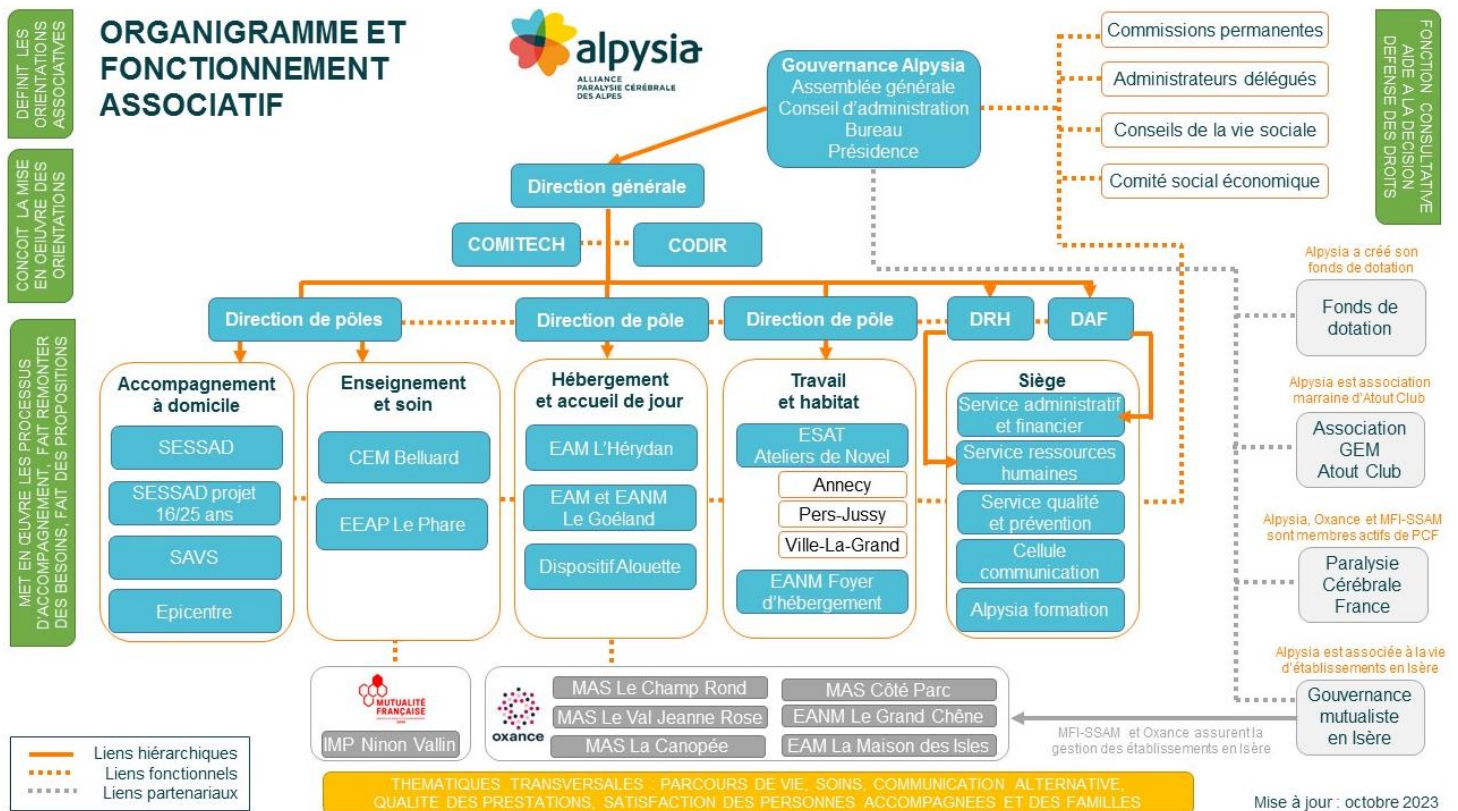 DEFINIT LES
ORIENTATIONS
ASSOCIATIVES
ORGANIGRAMME ET
FONCTIONNEMENT
ASSOCIATIF
alpysia
ALLIANCE
PARALYSIE CÉRÉBRALE
DES ALPES
Gouvernance Alpysia
Assemblée générale
Conseil d'administration
Bureau
Présidence
Commissions permanentes
Administrateurs délégués
Conseils de la vie sociale
Comité social économique
FONCTION CONSULTATIVE
AIDE A LA DECISION
DEFENSE DES DROITS
CONCOIT LA MISE
EN OEIUVRE DES
ORIENTATIONS
Direction générale
COMITECH
CODIR
Direction de pôles
Direction de pôle
Direction de pôle
DRH
DAF
MET EN ŒUVRE LES PROCESSUS
D'ACCOMPAGNEMENT, FAIT REMONTER
DES BESOINS, FAIT DES PROPOSITIONS
Accompagnement
à domicile
SESSAD
SESSAD projet
16/25 ans
SAVS
Epicentre
Enseignement
et soin
CEM Belluard
EEAP Le Phare
Hébergement
et accueil de jour
EAM L'Hérydan
EAM et EANM
Le Goéland
Dispositif Alouette
Travail
et habitat
ESAT
Ateliers de Novel
Annecy
Pers-Jussy
Ville-La-Grand
EANM Foyer
d'hébergement
Siège
Service administratif
et financier
Service ressources
humaines
Service qualité
et prévention
Cellule
communication
Alpysia formation
Alpysia a créé son
fonds de dotation
Fonds de
dotation
Alpysia est association
marraine d'Atout Club
Association
GEM
Atout Club
Alpysia, Oxance et MFI-SSAM
sont membres actifs de PCF
Paralysie
Cérébrale
France
Alpysia est associée à la vie
d'établissements en Isère
Gouvernance
mutualiste
en Isère
MFI-SSAM et Oxance assurent la
gestion des établissements en Isère
MUTUALITÉ
FRANÇAISE
IMP Ninon Vallin
oxance
MAS Le Champ Rond
MAS Le Val Jeanne Rose
MAS La Canopée
MAS Côté Parc
EANM Le Grand Chêne
EAM La Maison des Isles
Liens hiérarchiques
Liens fonctionnels
Liens partenariaux
THEMATIQUES TRANSVERSALES : PARCOURS DE VIE, SOINS, COMMUNICATION ALTERNATIVE,
QUALITE DES PRESTATIONS, SATISFACTION DES PERSONNES ACCOMPAGNEES ET DES FAMILLES
Mise à jour : octobre 2023